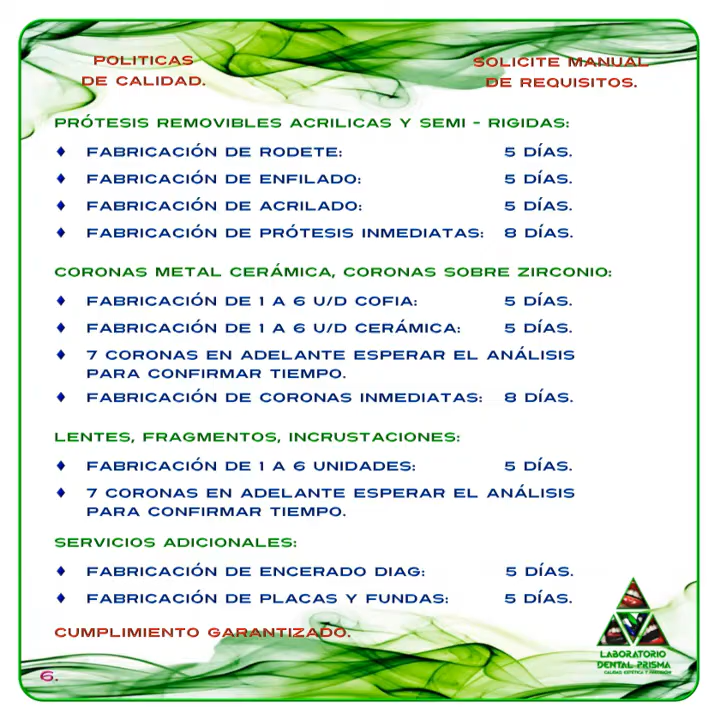 POLITICAS
DE CALIDAD.
SOLICITE MANUAL
DE REQUISITOS.
PRÓTESIS REMOVIBLES ACRILICAS Y SEMI - RIGIDAS:
♦ FABRICACIÓN DE RODETE: 5 DÍAS.
♦ FABRICACIÓN DE ENFILADO: 5 DÍAS.
♦ FABRICACIÓN DE ACRILADO: 5 DÍAS.
♦ FABRICACIÓN DE PRÓTESIS INMEDIATAS: 8 DÍAS.
CORONAS METAL CERÁMICA, CORONAS SOBRE ZIRCONIO:
♦ FABRICACIÓN DE 1 A 6 U/D COFIA: 5 DÍAS.
♦ FABRICACIÓN DE 1 A 6 U/D CERÁMICA: 5 DÍAS.
♦ 7 CORONAS EN ADELANTE ESPERAR EL ANÁLISIS
PARA CONFIRMAR TIEMPO.
♦ FABRICACIÓN DE CORONAS INMEDIATAS: 8 DÍAS.
LENTES, FRAGMENTOS, INCRUSTACIONES:
♦ FABRICACIÓN DE 1 A 6 UNIDADES: 5 DÍAS.
♦ 7 CORONAS EN ADELANTE ESPERAR EL ANÁLISIS
PARA CONFIRMAR TIEMPO.
SERVICIOS ADICIONALES:
♦ FABRICACIÓN DE ENCERADO DIAG: 5 DÍAS.
♦ FABRICACIÓN DE PLACAS Y FUNDAS: 5 DÍAS.
CUMPLIMIENTO GARANTIZADO.
LABORATORIO
DENTAL PRISMA
CALIDAD, ESTÉTICA Y PRECISIÓN
6.